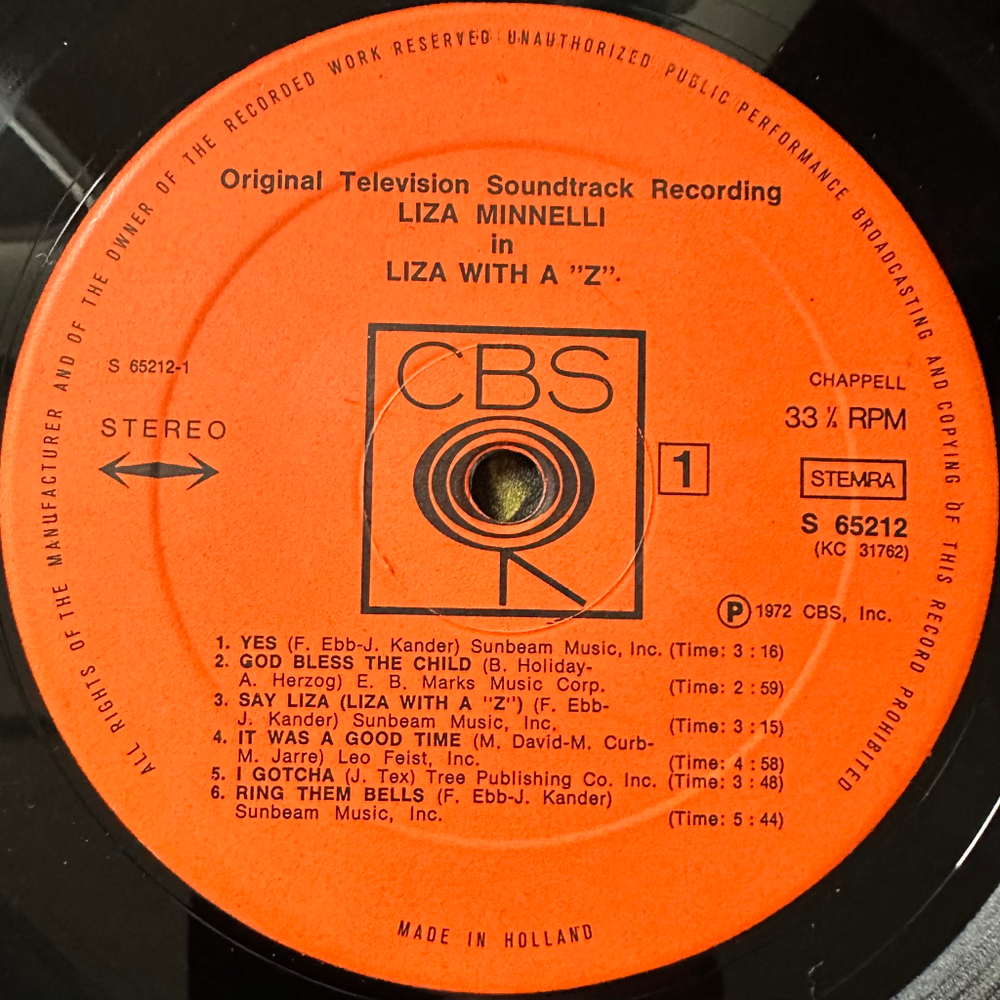 ALL RIGHTS OF THE MANUFACTURER AND OF THE OWNER OF THE RECORDED WORK RESERVED UNAUTHORIZED PUBLIC PERFORMANCE BROADCASTING AND COPYING OF THIS RECORD PROHIBITED
Original Television Soundtrack Recording
LIZA MINNELLI
in
LIZA WITH A "Z".
CBS
S 65212-1
STEREO
1
CHAPPELL
33 ⅓ RPM
STEMRA
S 65212
(KC 31762)
Ⓟ 1972 CBS, Inc.
1. YES (F. Ebb-J. Kander) Sunbeam Music, Inc. (Time: 3 : 16)
2. GOD BLESS THE CHILD (B. Holiday-
A. Herzog) E. B. Marks Music Corp. (Time: 2 : 59)
3. SAY LIZA (LIZA WITH A "Z") (F. Ebb-
J. Kander) Sunbeam Music, Inc, (Time: 3 : 15)
4. IT WAS A GOOD TIME (M. David-M. Curb-
M. Jarre) Leo Feist, Inc. (Time: 4 : 58)
5. I GOTCHA (J. Tex) Tree Publishing Co. Inc. (Time: 3 : 48)
6. RING THEM BELLS (F. Ebb-J. Kander)
Sunbeam Music, Inc. (Time: 5 : 44)
MADE IN HOLLAND